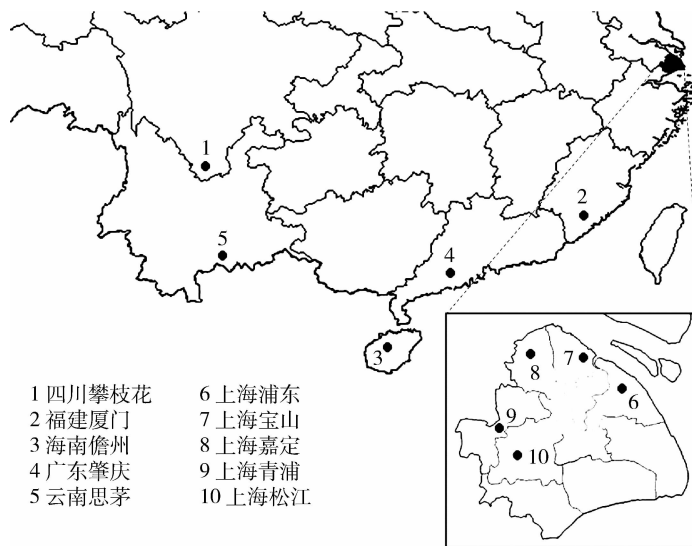 1
2
5
4
3
8
7
6
9
10
1 四川攀枝花
2 福建厦门
3 海南儋州
4 广东肇庆
5 云南思茅
6 上海浦东
7 上海宝山
8 上海嘉定
9 上海青浦
10 上海松江